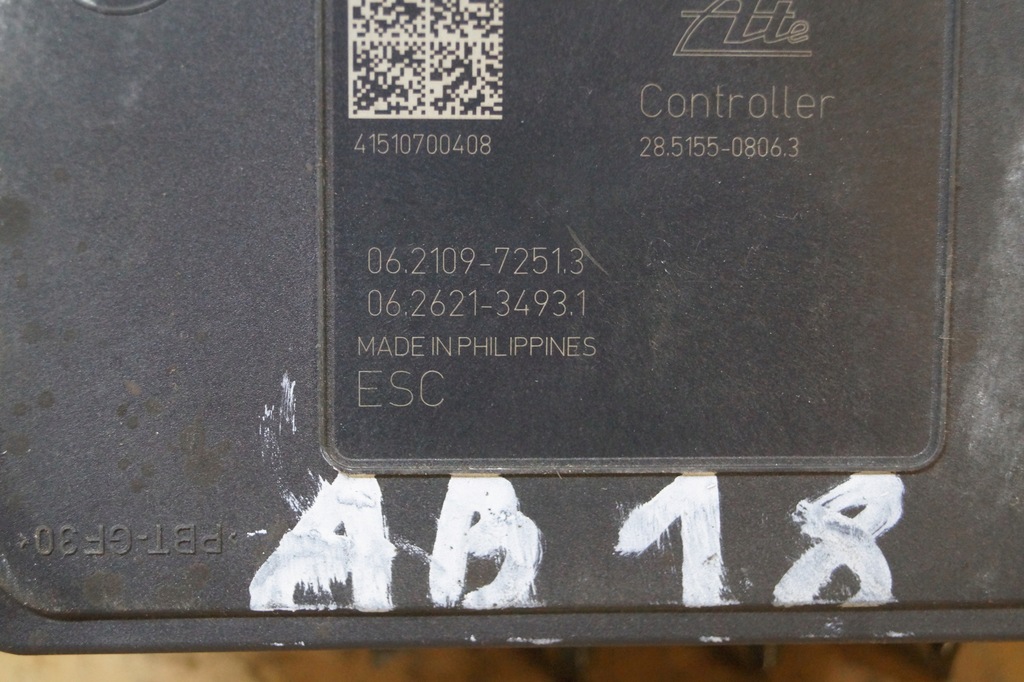 Ate
Controller
41510700408
28.5155-0806.3
06.2109-7251.3
06.2621-3493.1
MADE IN PHILIPPINES
ESC
>PBT-GF30<
AB 18